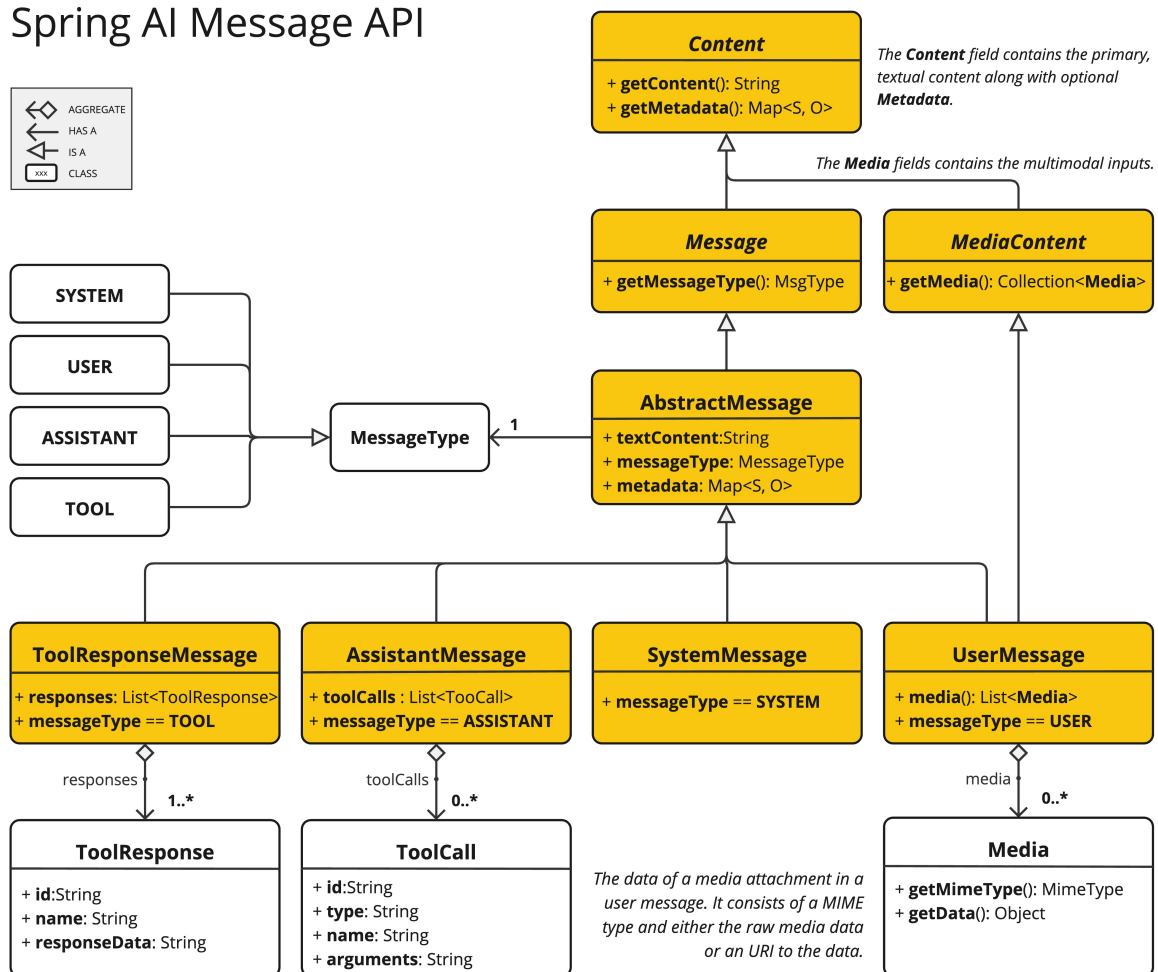 Spring AI Message API
AGGREGATE
HAS A
IS A
xxx
CLASS
Content
+ getContent(): String
+ getMetadata(): Map<S, O>
The Content field contains the primary,
textual content along with optional
Metadata.
The Media fields contains the multimodal inputs.
Message
+ getMessageType(): MsgType
MediaContent
+ getMedia(): Collection<Media>
SYSTEM
USER
ASSISTANT
TOOL
MessageType
1
AbstractMessage
+ textContent:String
+ messageType: MessageType
+ metadata: Map<S, O>
ToolResponseMessage
+ responses: List<ToolResponse>
+ messageType == TOOL
AssistantMessage
+ toolCalls : List<TooCall>
+ messageType == ASSISTANT
SystemMessage
+ messageType == SYSTEM
UserMessage
+ media(): List<Media>
+ messageType == USER
responses
1..*
toolCalls
0..*
media
0..*
ToolResponse
+ id:String
+ name: String
+ responseData: String
ToolCall
+ id:String
+ type: String
+ name: String
+ arguments: String
The data of a media attachment in a
user message. It consists of a MIME
type and either the raw media data
or an URI to the data.
Media
+ getMimeType(): MimeType
+ getData(): Object